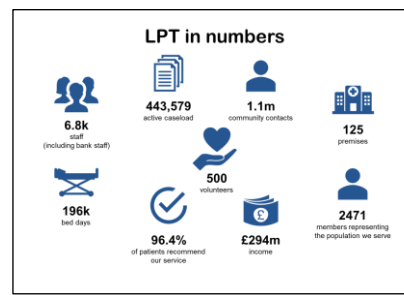 LPT in numbers
443,579
active caseload
1.1m
community contacts
6.8k
staff
(including bank staff)
125
premises
500
volunteers
196k
bed days
96.4%
of patients recommend
our service
£294m
income
2471
members representing
the population we serve